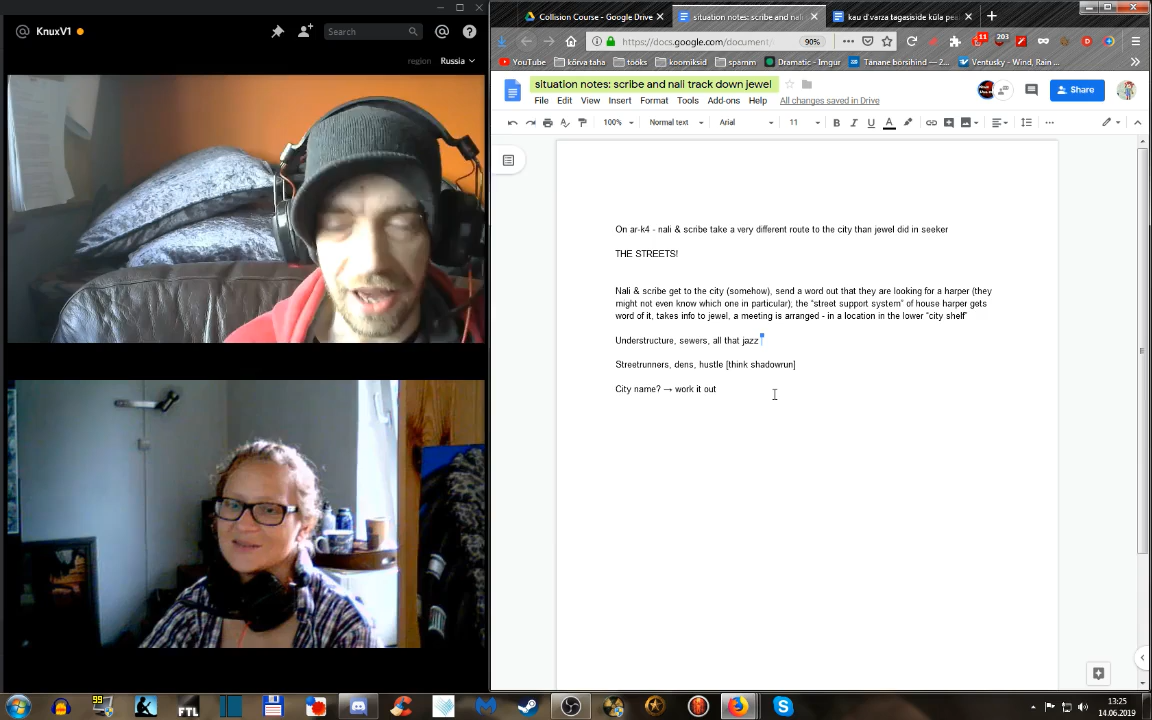 KnuxV1
Search
region
Russia
Collision Course - Google Drive
situation notes: scribe and nali
kau d'varza tagasiside küla pea
https://docs.google.com/document/
90%
11
203
YouTube
kõrva taha
tööks
koomiksid
spamm
Dramatic - Imgur
Tänane börsihind — 2...
Ventusky - Wind, Rain ...
situation notes: scribe and nali track down jewel
File Edit View Insert Format Tools Add-ons Help All changes saved in Drive
Share
100%
Normal text
Arial
11
B I U A
On ar-k4 - nali & scribe take a very different route to the city than jewel did in seeker
THE STREETS!
Nali & scribe get to the city (somehow), send a word out that they are looking for a harper (they
might not even know which one in particular); the “street support system” of house harper gets
word of it, takes info to jewel, a meeting is arranged - in a location in the lower “city shelf”
Understructure, sewers, all that jazz
Streetrunners, dens, hustle [think shadowrun]
City name? → work it out
99
FTL
13:25
14.06.2019